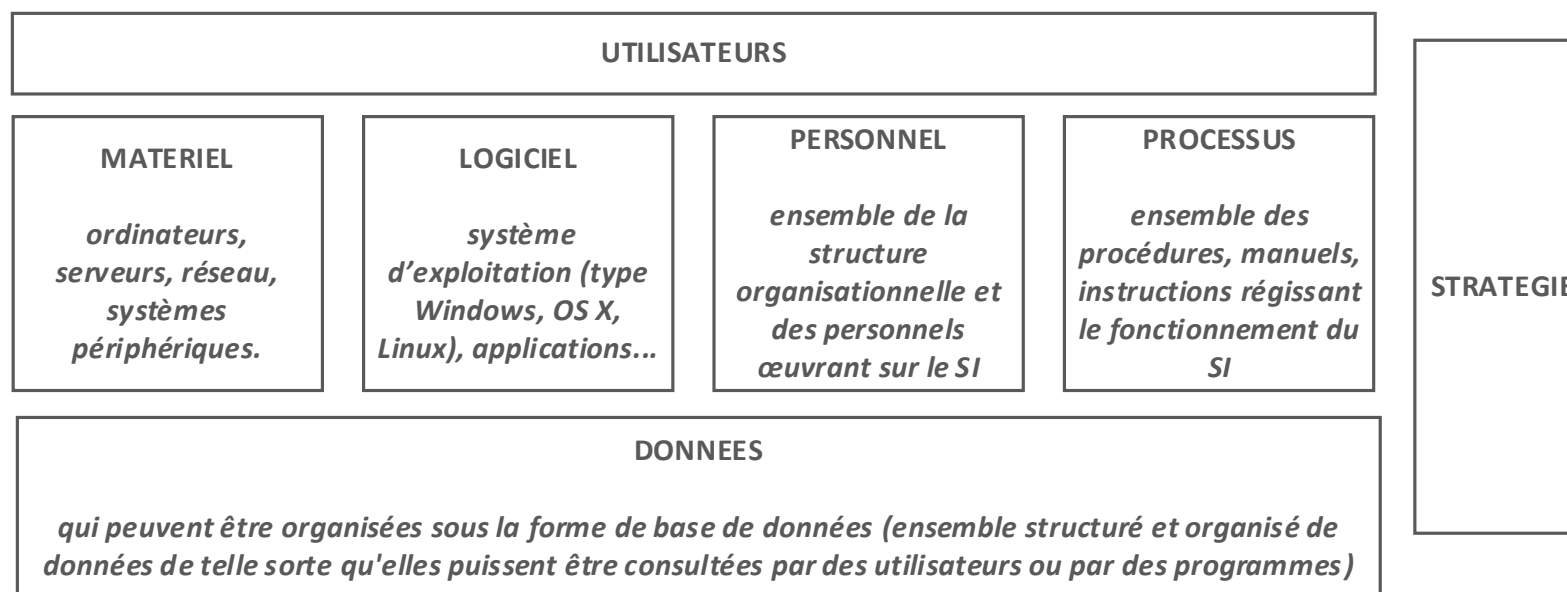 UTILISATEURS
MATERIEL
ordinateurs,
serveurs, réseau,
systèmes
périphériques.
LOGICIEL
système
d’exploitation (type
Windows, OS X,
Linux), applications...
PERSONNEL
ensemble de la
structure
organisationnelle et
des personnels
œuvrant sur le SI
PROCESSUS
ensemble des
procédures, manuels,
instructions régissant
le fonctionnement du
SI
STRATEGIE
DONNEES
qui peuvent être organisées sous la forme de base de données (ensemble structuré et organisé de
données de telle sorte qu'elles puissent être consultées par des utilisateurs ou par des programmes)